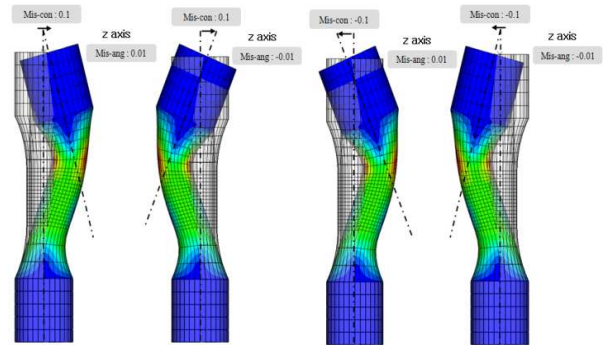 Mis-con : 0.1
z axis
Mis-ang : 0.01
Mis-con : 0.1
z axis
Mis-ang : -0.01
Mis-con : -0.1
z axis
Mis-ang : 0.01
Mis-con : -0.1
z axis
Mis-ang : -0.01